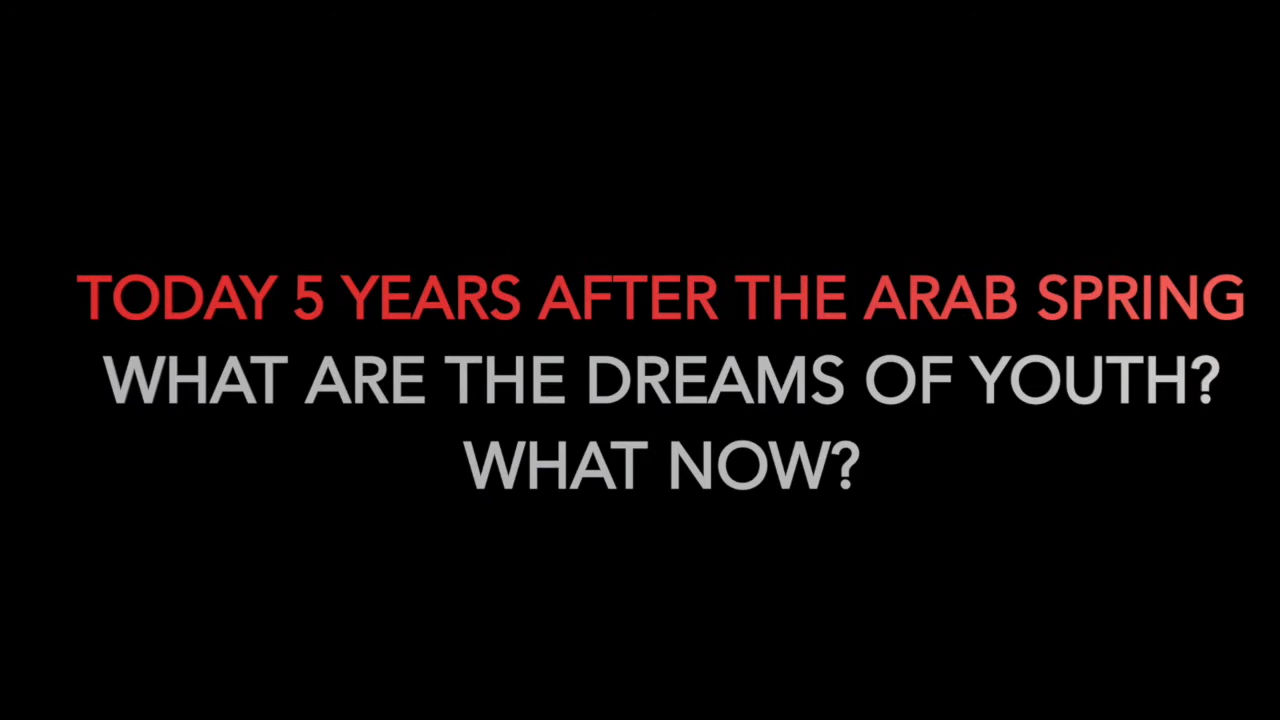 TODAY 5 YEARS AFTER THE ARAB SPRING
WHAT ARE THE DREAMS OF YOUTH?
WHAT NOW?